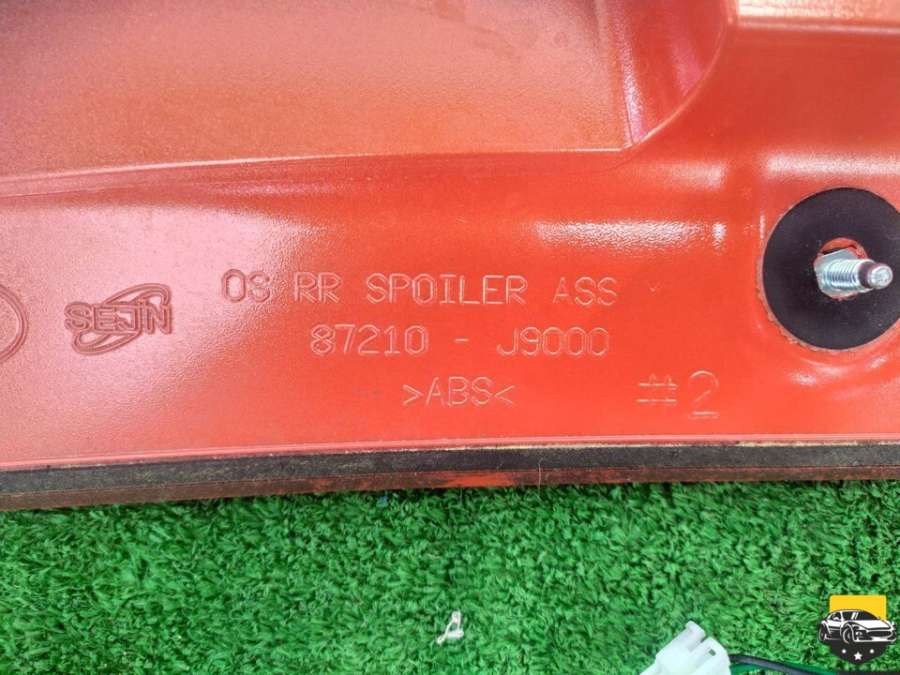 SEJIN
OS RR SPOILER ASS
87210 - J9000
>ABS<
#2